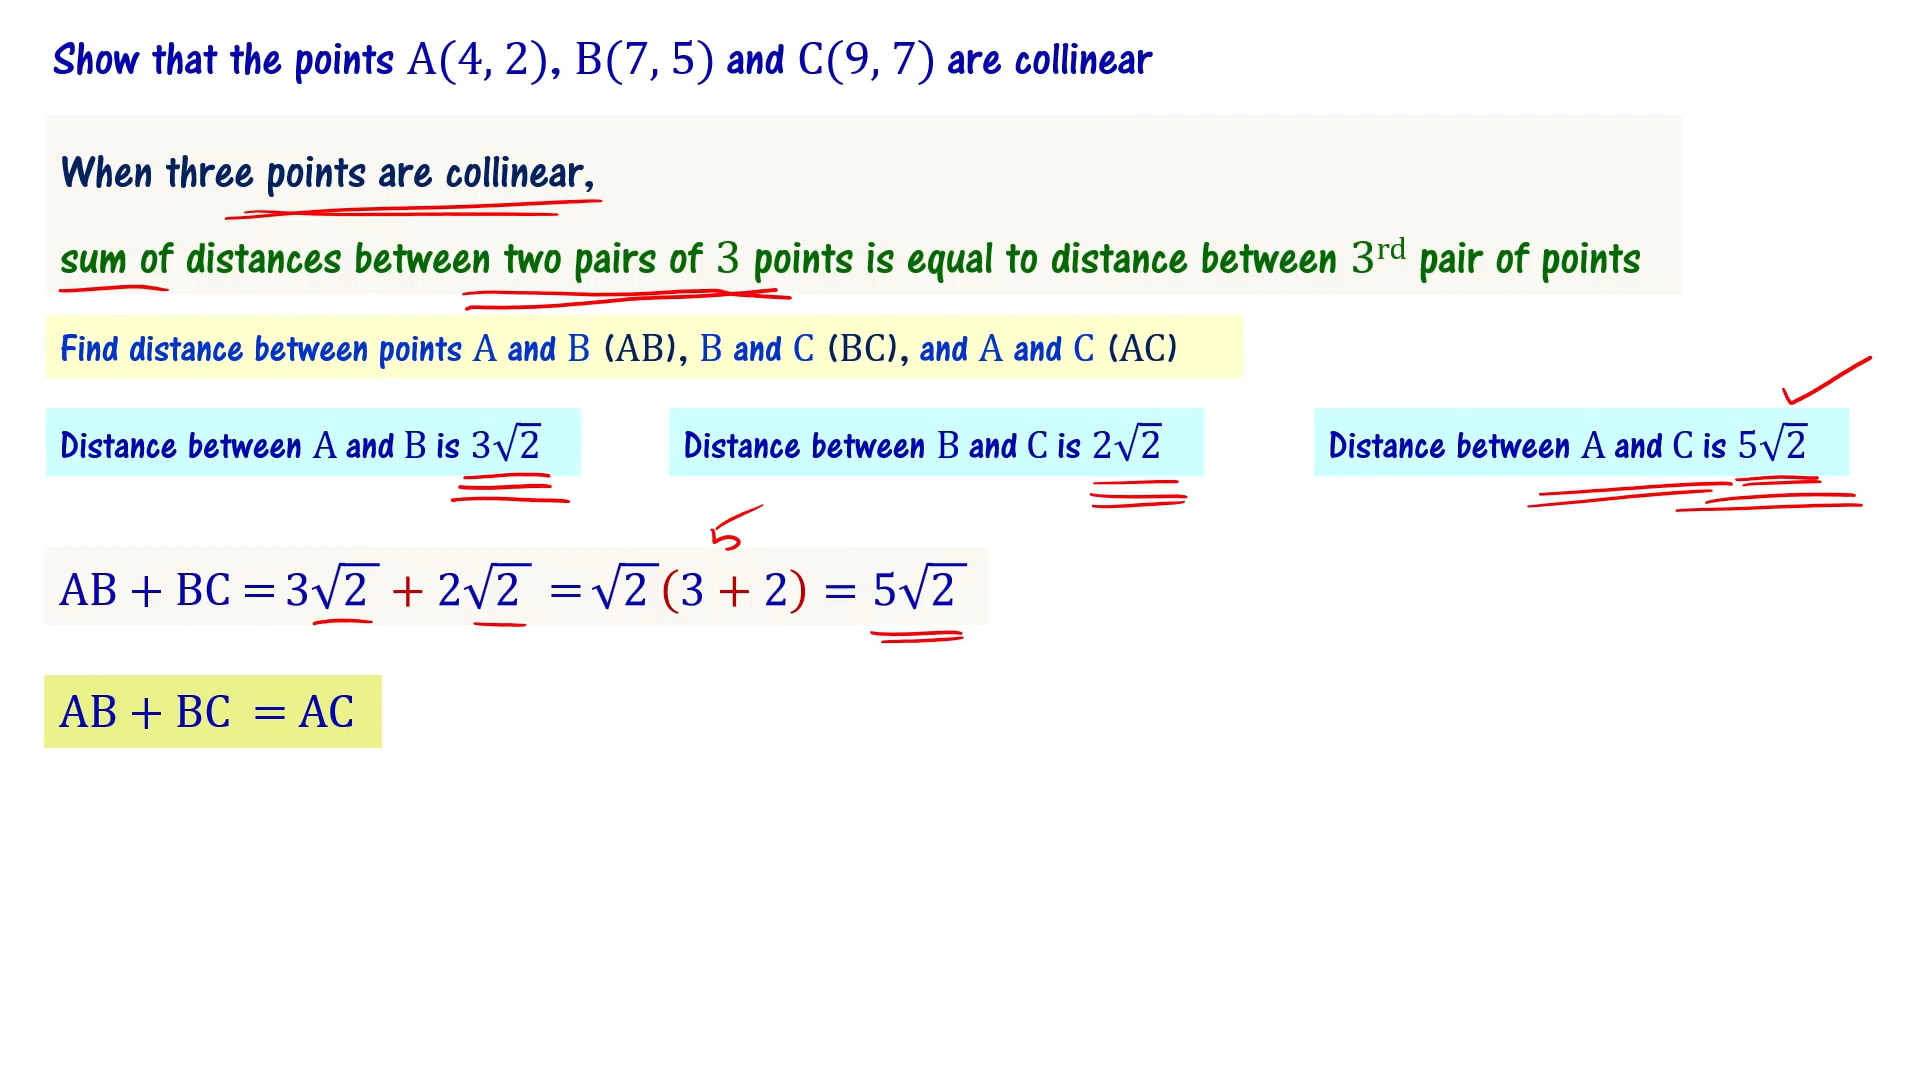 Show that the points A(4, 2), B(7, 5) and C(9, 7) are collinear
When three points are collinear,
sum of distances between two pairs of 3 points is equal to distance between 3rd pair of points
Find distance between points A and B (AB), B and C (BC), and A and C (AC)
Distance between A and B is 3√2
Distance between B and C is 2√2
Distance between A and C is 5√2
5
AB + BC = 3√2 + 2√2 = √2(3 + 2) = 5√2
AB + BC = AC